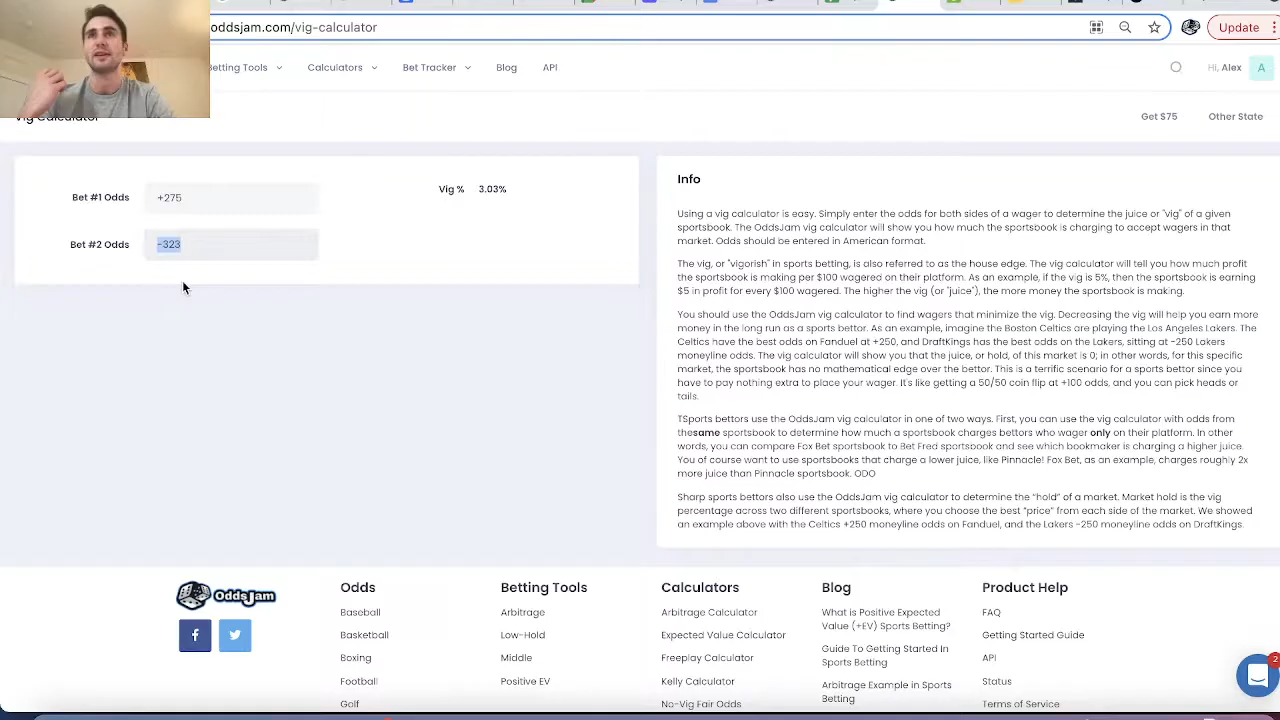 oddsjam.com/vig-calculator
Update
Betting Tools
Calculators
Bet Tracker
Blog
API
Hi, Alex
A
Vig Calculator
Get $75
Other State
Bet #1 Odds
+275
Vig %
3.03%
Bet #2 Odds
-323
Info
Using a vig calculator is easy. Simply enter the odds for both sides of a wager to determine the juice or "vig" of a given
sportsbook. The OddsJam vig calculator will show you how much the sportsbook is charging to accept wagers in that
market. Odds should be entered in American format.
The vig, or "vigorish" in sports betting, is also referred to as the house edge. The vig calculator will tell you how much profit
the sportsbook is making per $100 wagered on their platform. As an example, if the vig is 5%, then the sportsbook is earning
$5 in profit for every $100 wagered. The higher the vig (or "juice"), the more money the sportsbook is making.
You should use the OddsJam vig calculator to find wagers that minimize the vig. Decreasing the vig will help you earn more
money in the long run as a sports bettor. As an example, imagine the Boston Celtics are playing the Los Angeles Lakers. The
Celtics have the best odds on Fanduel at +250, and DraftKings has the best odds on the Lakers, sitting at -250 Lakers
moneyline odds. The vig calculator will show you that the juice, or hold, of this market is 0; in other words, for this specific
market, the sportsbook has no mathematical edge over the bettor. This is a terrific scenario for a sports bettor since you
have to pay nothing extra to place your wager. It's like getting a 50/50 coin flip at +100 odds, and you can pick heads or
tails.
TSports bettors use the OddsJam vig calculator in one of two ways. First, you can use the vig calculator with odds from
thesame sportsbook to determine how much a sportsbook charges bettors who wager only on their platform. In other
words, you can compare Fox Bet sportsbook to Bet Fred sportsbook and see which bookmaker is charging a higher juice.
You of course want to use sportsbooks that charge a lower juice, like Pinnacle! Fox Bet, as an example, charges roughly 2x
more juice than Pinnacle sportsbook. ODO
Sharp sports bettors also use the OddsJam vig calculator to determine the “hold” of a market. Market hold is the vig
percentage across two different sportsbooks, where you choose the best “price” from each side of the market. We showed
an example above with the Celtics +250 moneyline odds on Fanduel, and the Lakers -250 moneyline odds on DraftKings.
OddsJam
Odds
Baseball
Basketball
Boxing
Football
Golf
Betting Tools
Arbitrage
Low-Hold
Middle
Positive EV
Calculators
Arbitrage Calculator
Expected Value Calculator
Freeplay Calculator
Kelly Calculator
No-Vig Fair Odds
Blog
What is Positive Expected
Value (+EV) Sports Betting?
Guide To Getting Started In
Sports Betting
Arbitrage Example in Sports
Betting
Product Help
FAQ
Getting Started Guide
API
Status
Terms of Service
2